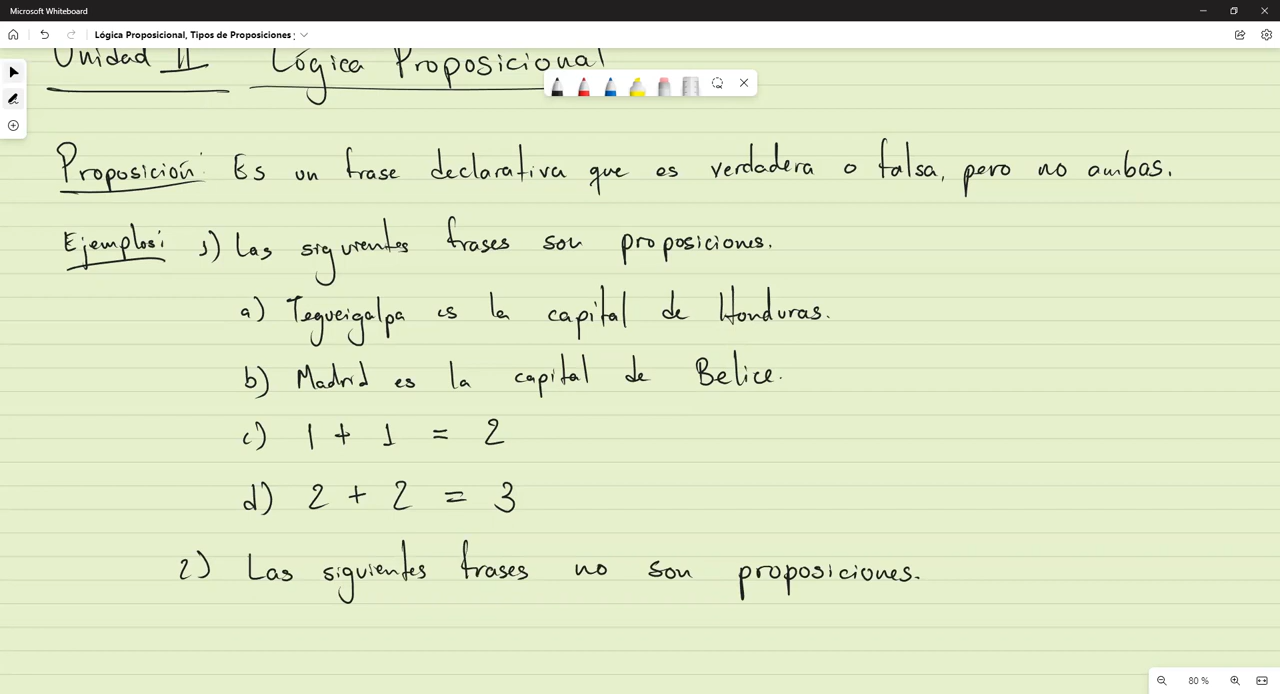 Microsoft Whiteboard
Lógica Proposicional, Tipos de Proposiciones
Unidad II Lógica Proposicional
Proposición: Es un frase declarativa que es verdadera o falsa, pero no ambas.
Ejemplos: 1) Las siguientes frases son proposiciones.
a) Tegucigalpa es la capital de Honduras.
b) Madrid es la capital de Belice.
c) 1 + 1 = 2
d) 2 + 2 = 3
2) Las siguientes frases no son proposiciones.
80 %